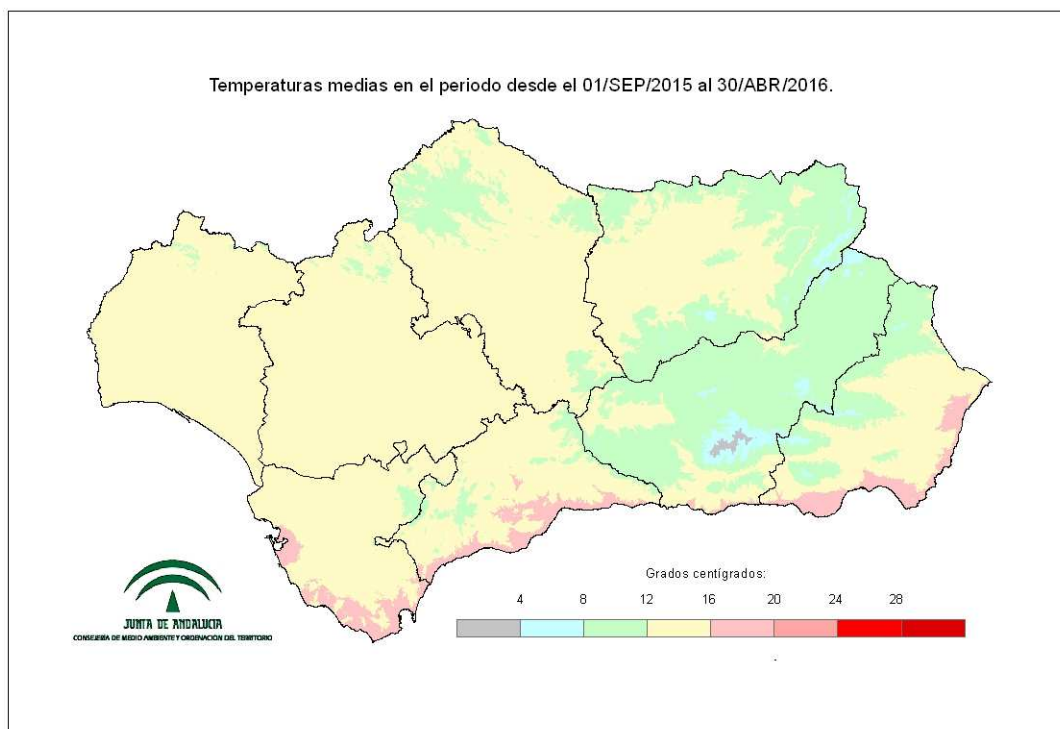 Temperaturas medias en el periodo desde el 01/SEP/2015 al 30/ABR/2016.
Grados centígrados:
4 8 12 16 20 24 28
JUNTA DE ANDALUCIA
CONSEJERÍA DE MEDIO AMBIENTE Y ORDENACIÓN DEL TERRITORIO